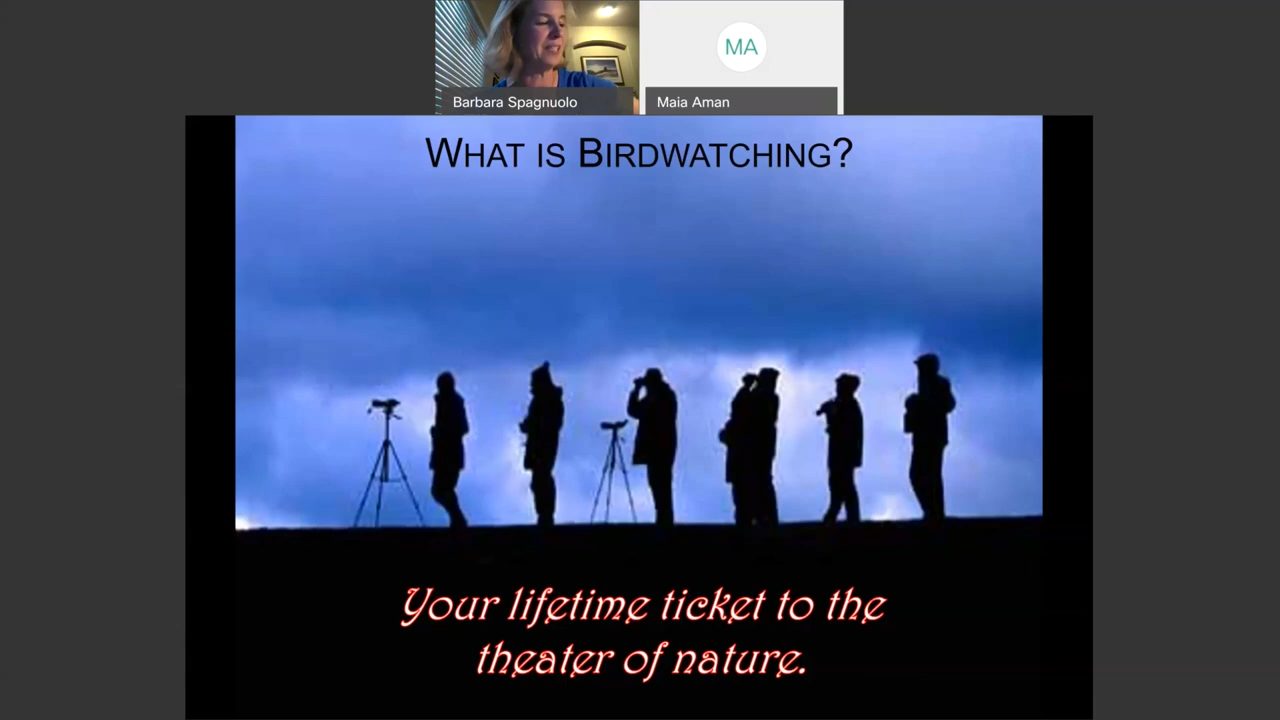 MA
Barbara Spagnuolo
Maia Aman
WHAT IS BIRDWATCHING?
Your lifetime ticket to the
theater of nature.